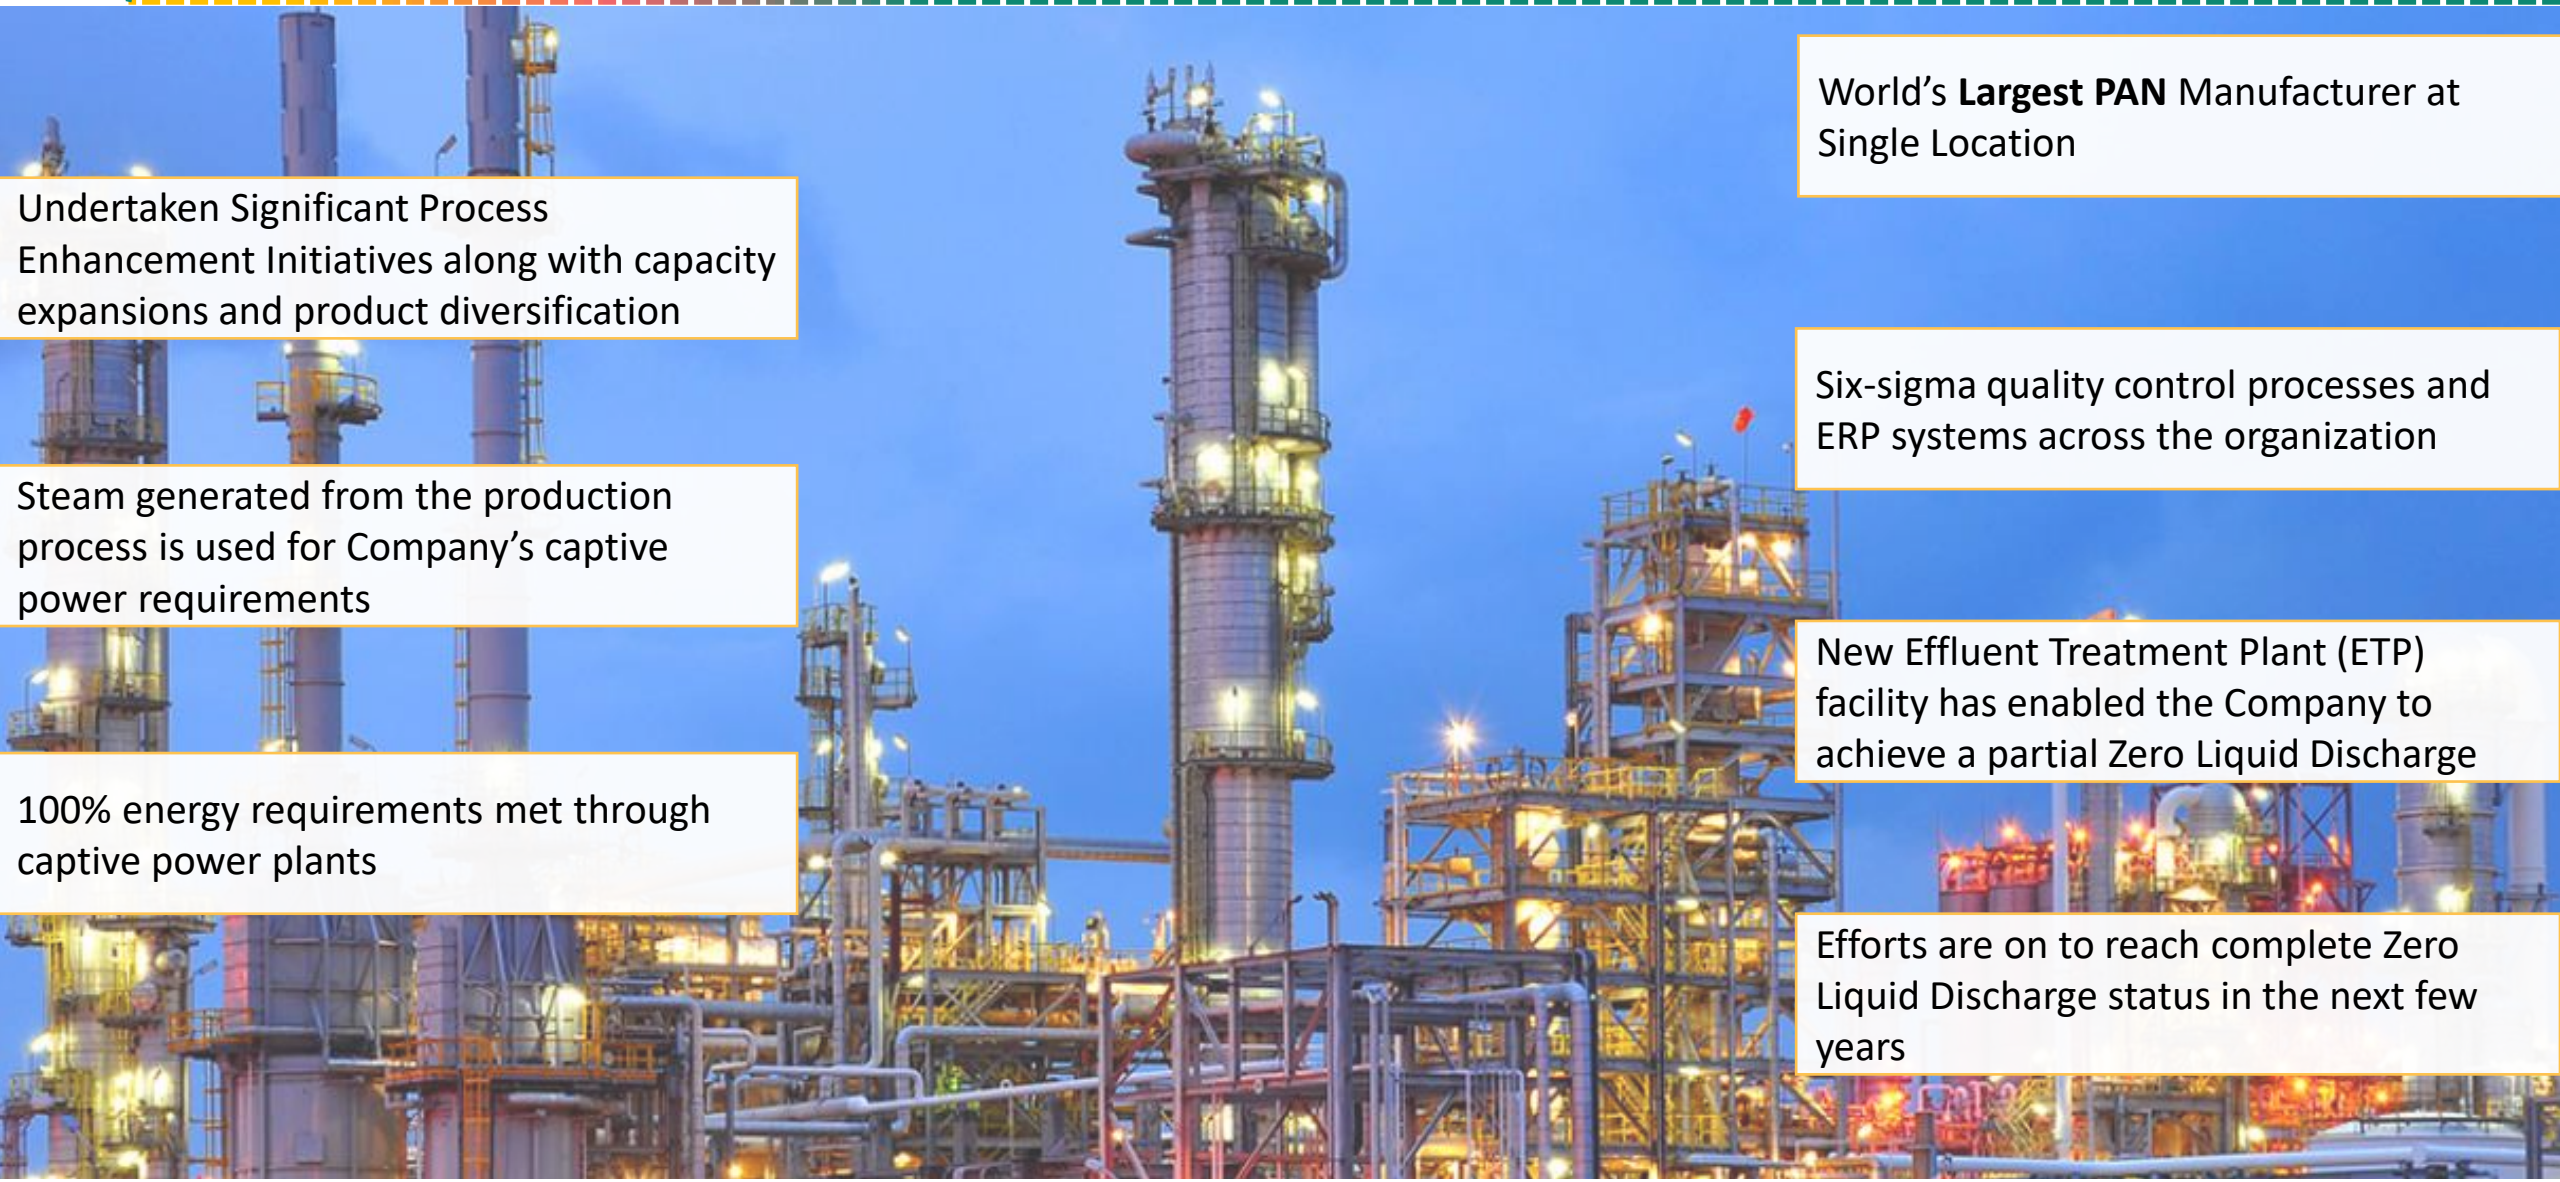 Undertaken Significant Process
Enhancement Initiatives along with capacity
expansions and product diversification
Steam generated from the production
process is used for Company’s captive
power requirements
100% energy requirements met through
captive power plants
World’s Largest PAN Manufacturer at
Single Location
Six-sigma quality control processes and
ERP systems across the organization
New Effluent Treatment Plant (ETP)
facility has enabled the Company to
achieve a partial Zero Liquid Discharge
Efforts are on to reach complete Zero
Liquid Discharge status in the next few
years